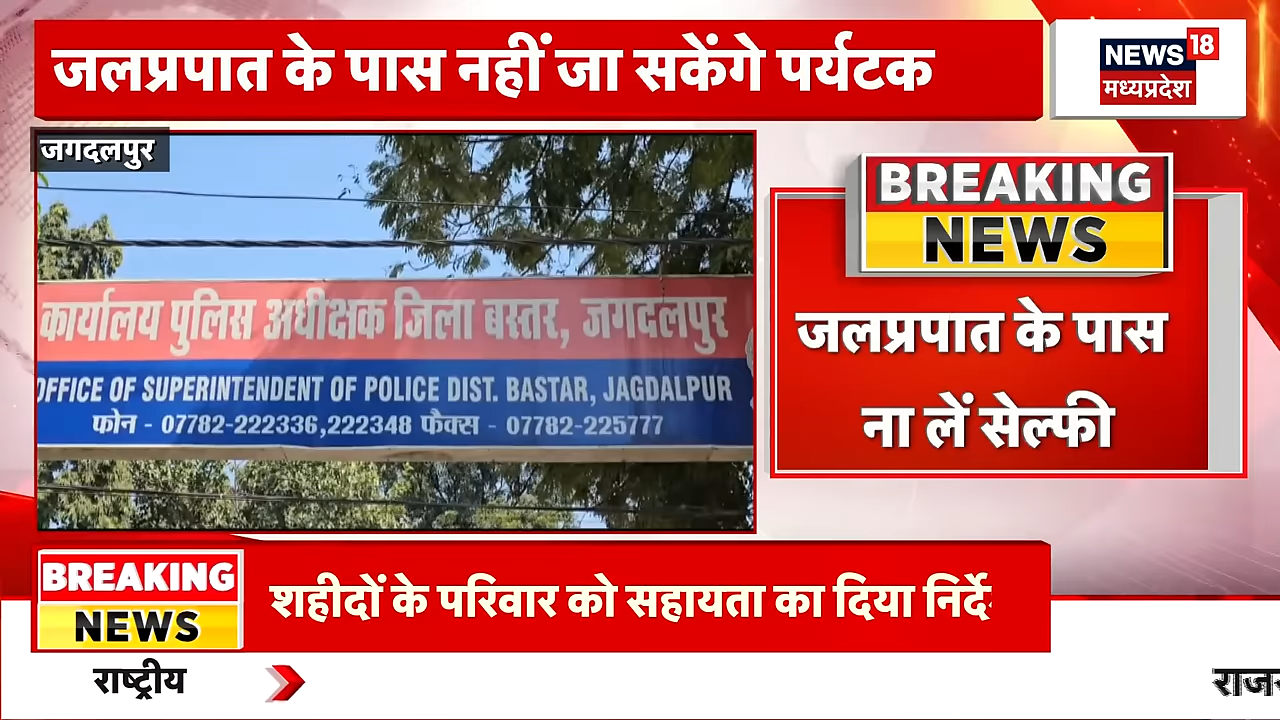 जलप्रपात के पास नहीं जा सकेंगे पर्यटक
NEWS 18
मध्यप्रदेश
जगदलपुर
कार्यालय पुलिस अधीक्षक जिला बस्तर, जगदलपुर
OFFICE OF SUPERINTENDENT OF POLICE DIST. BASTAR, JAGDALPUR
फोन - 07782-222336,222348 फैक्स - 07782-225777
BREAKING
NEWS
जलप्रपात के पास
ना लें सेल्फी
BREAKING
NEWS
शहीदों के परिवार को सहायता का दिया
राष्ट्रीय